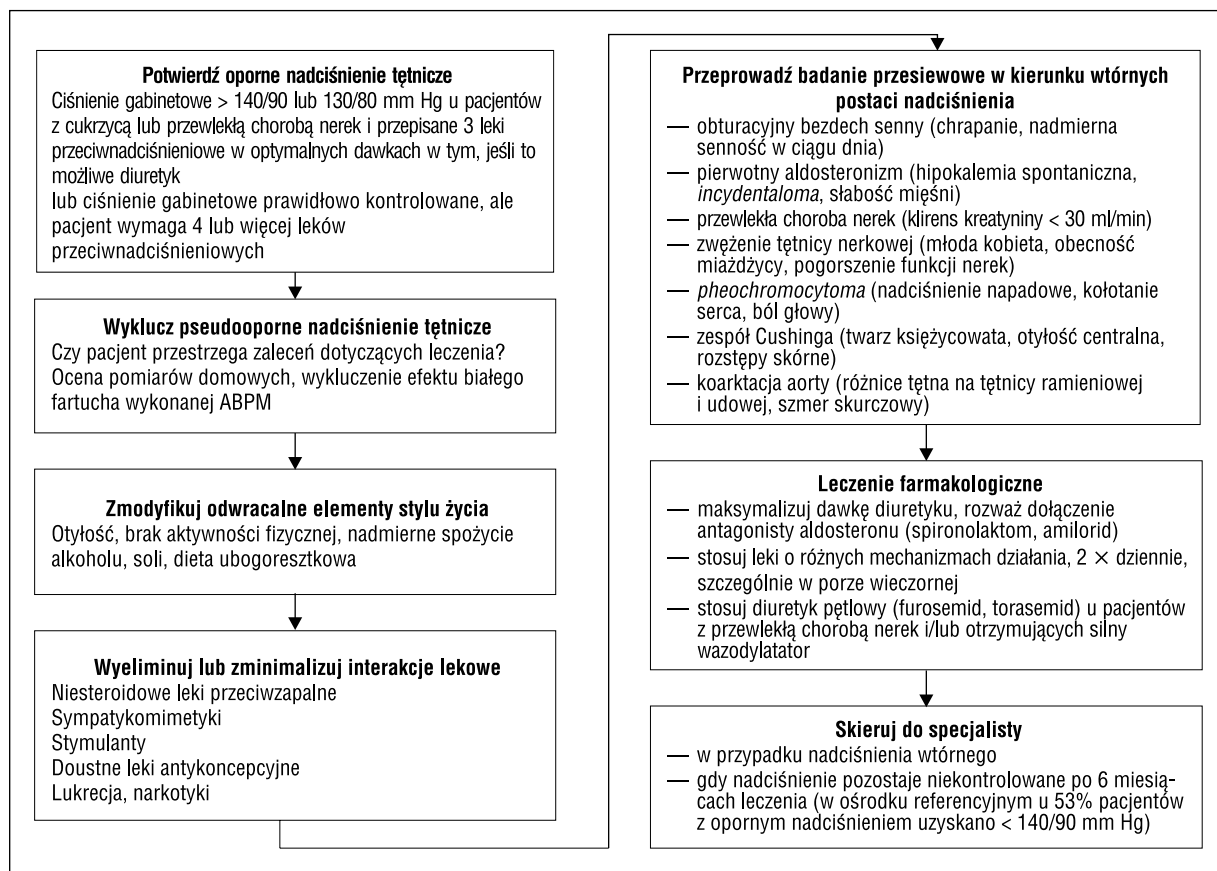 Potwierdź oporne nadciśnienie tętnicze
Ciśnienie gabinetowe > 140/90 lub 130/80 mm Hg u pacjentów
z cukrzycą lub przewlekłą chorobą nerek i przepisane 3 leki
przeciwnadciśnieniowe w optymalnych dawkach w tym, jeśli to
możliwe diuretyk
lub ciśnienie gabinetowe prawidłowo kontrolowane, ale
pacjent wymaga 4 lub więcej leków
przeciwnadciśnieniowych
Wyklucz pseudooporne nadciśnienie tętnicze
Czy pacjent przestrzega zaleceń dotyczących leczenia?
Ocena pomiarów domowych, wykluczenie efektu białego
fartucha wykonanej ABPM
Zmodyfikuj odwracalne elementy stylu życia
Otyłość, brak aktywności fizycznej, nadmierne spożycie
alkoholu, soli, dieta ubogoresztkowa
Wyeliminuj lub zminimalizuj interakcje lekowe
Niesteroidowe leki przeciwzapalne
Sympatykomimetyki
Stymulanty
Doustne leki antykoncepcyjne
Lukrecja, narkotyki
Przeprowadź badanie przesiewowe w kierunku wtórnych
postaci nadciśnienia
— obturacyjny bezdech senny (chrapanie, nadmierna
senność w ciągu dnia)
— pierwotny aldosteronizm (hipokalemia spontaniczna,
incydentaloma, słabość mięśni)
— przewlekła choroba nerek (klirens kreatyniny < 30 ml/min)
— zwężenie tętnicy nerkowej (młoda kobieta, obecność
miażdżycy, pogorszenie funkcji nerek)
— pheochromocytoma (nadciśnienie napadowe, kołotanie
serca, ból głowy)
— zespół Cushinga (twarz księżycowata, otyłość centralna,
rozstępy skórne)
— koarktacja aorty (różnice tętna na tętnicy ramieniowej
i udowej, szmer skurczowy)
Leczenie farmakologiczne
— maksymalizuj dawkę diuretyku, rozważ dołączenie
antagonisty aldosteronu (spironolaktom, amilorid)
— stosuj leki o różnych mechanizmach działania, 2 × dziennie,
szczególnie w porze wieczornej
— stosuj diuretyk pętlowy (furosemid, torasemid) u pacjentów
z przewlekłą chorobą nerek i/lub otrzymujących silny
wazodylatator
Skieruj do specjalisty
— w przypadku nadciśnienia wtórnego
— gdy nadciśnienie pozostaje niekontrolowane po 6 miesią-
cach leczenia (w ośrodku referencyjnym u 53% pacjentów
z opornym nadciśnieniem uzyskano < 140/90 mm Hg)